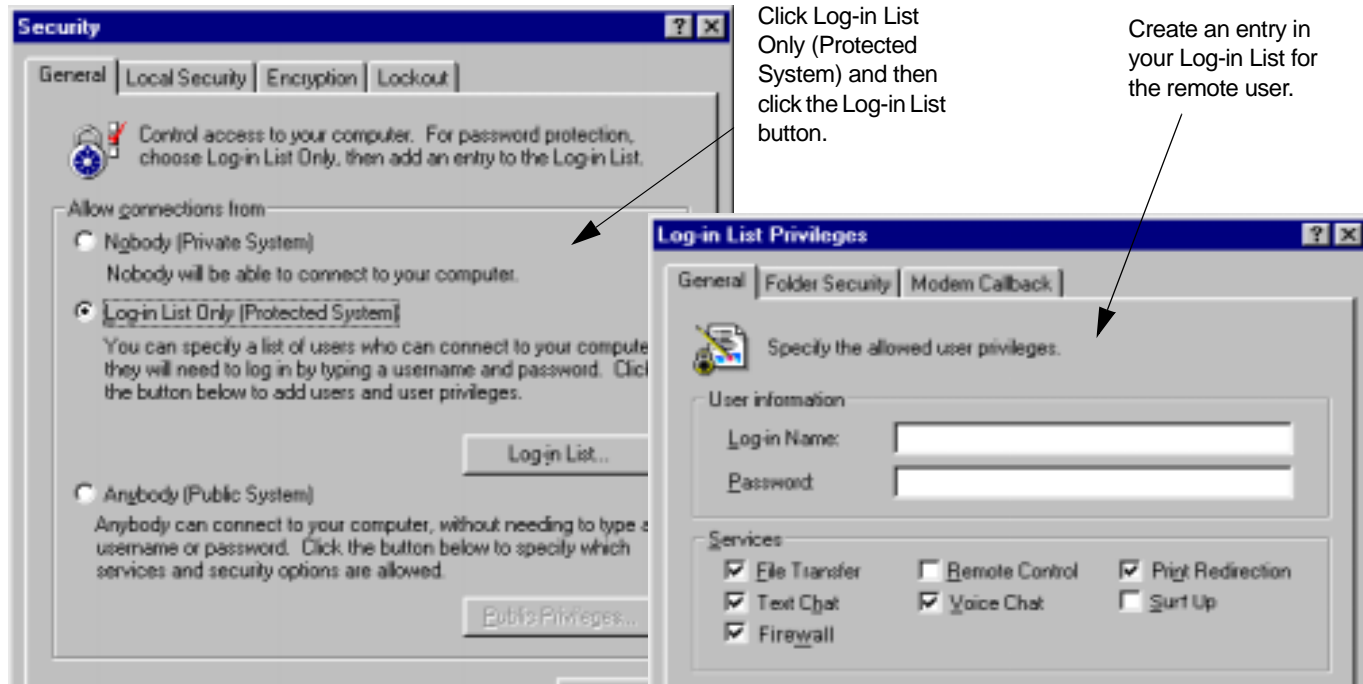 Click Log-in List
Only (Protected
System) and then
click the Log-in List
button.
Create an entry in
your Log-in List for
the remote user.
Security
General Local Security Encryption Lockout
Control access to your computer. For password protection,
choose Log-in List Only, then add an entry to the Log-in List.
Allow connections from
Nobody (Private System)
Nobody will be able to connect to your computer.
Log-in List Only (Protected System)
You can specify a list of users who can connect to your compute
they will need to log in by typing a username and password. Clic
the button below to add users and user privileges.
Log-in List...
Anybody (Public System)
Anybody can connect to your computer, without needing to type a
username or password. Click the button below to specify which
services and security options are allowed.
Public Privileges...
Log-in List Privileges
General Folder Security Modem Callback
Specify the allowed user privileges.
User information
Log-in Name:
Password:
Services
File Transfer Remote Control Print Redirection
Text Chat Voice Chat Surf Up
Firewall